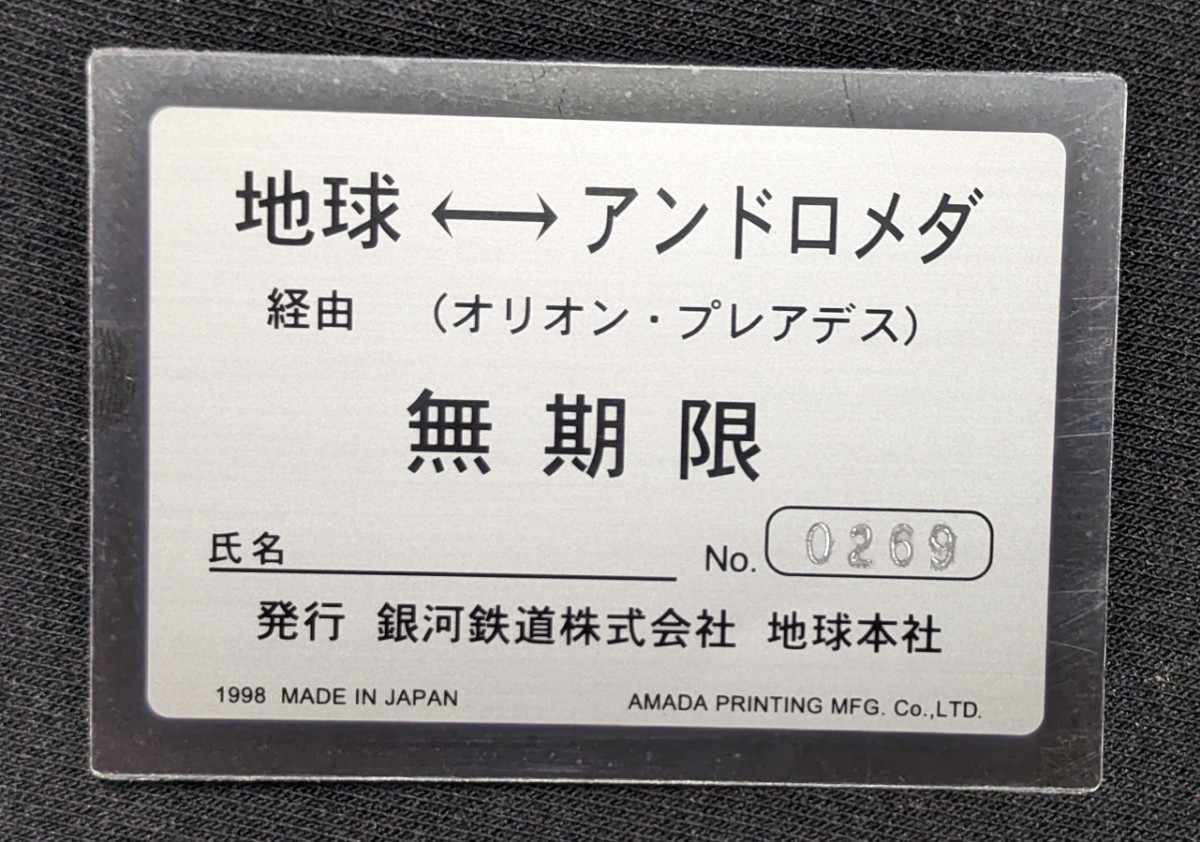 地球 ⟷ アンドロメダ
経由 (オリオン・プレアデス)
無期限
氏名 No. 0269
発行 銀河鉄道株式会社 地球本社
1998 MADE IN JAPAN AMADA PRINTING MFG. Co.,LTD.